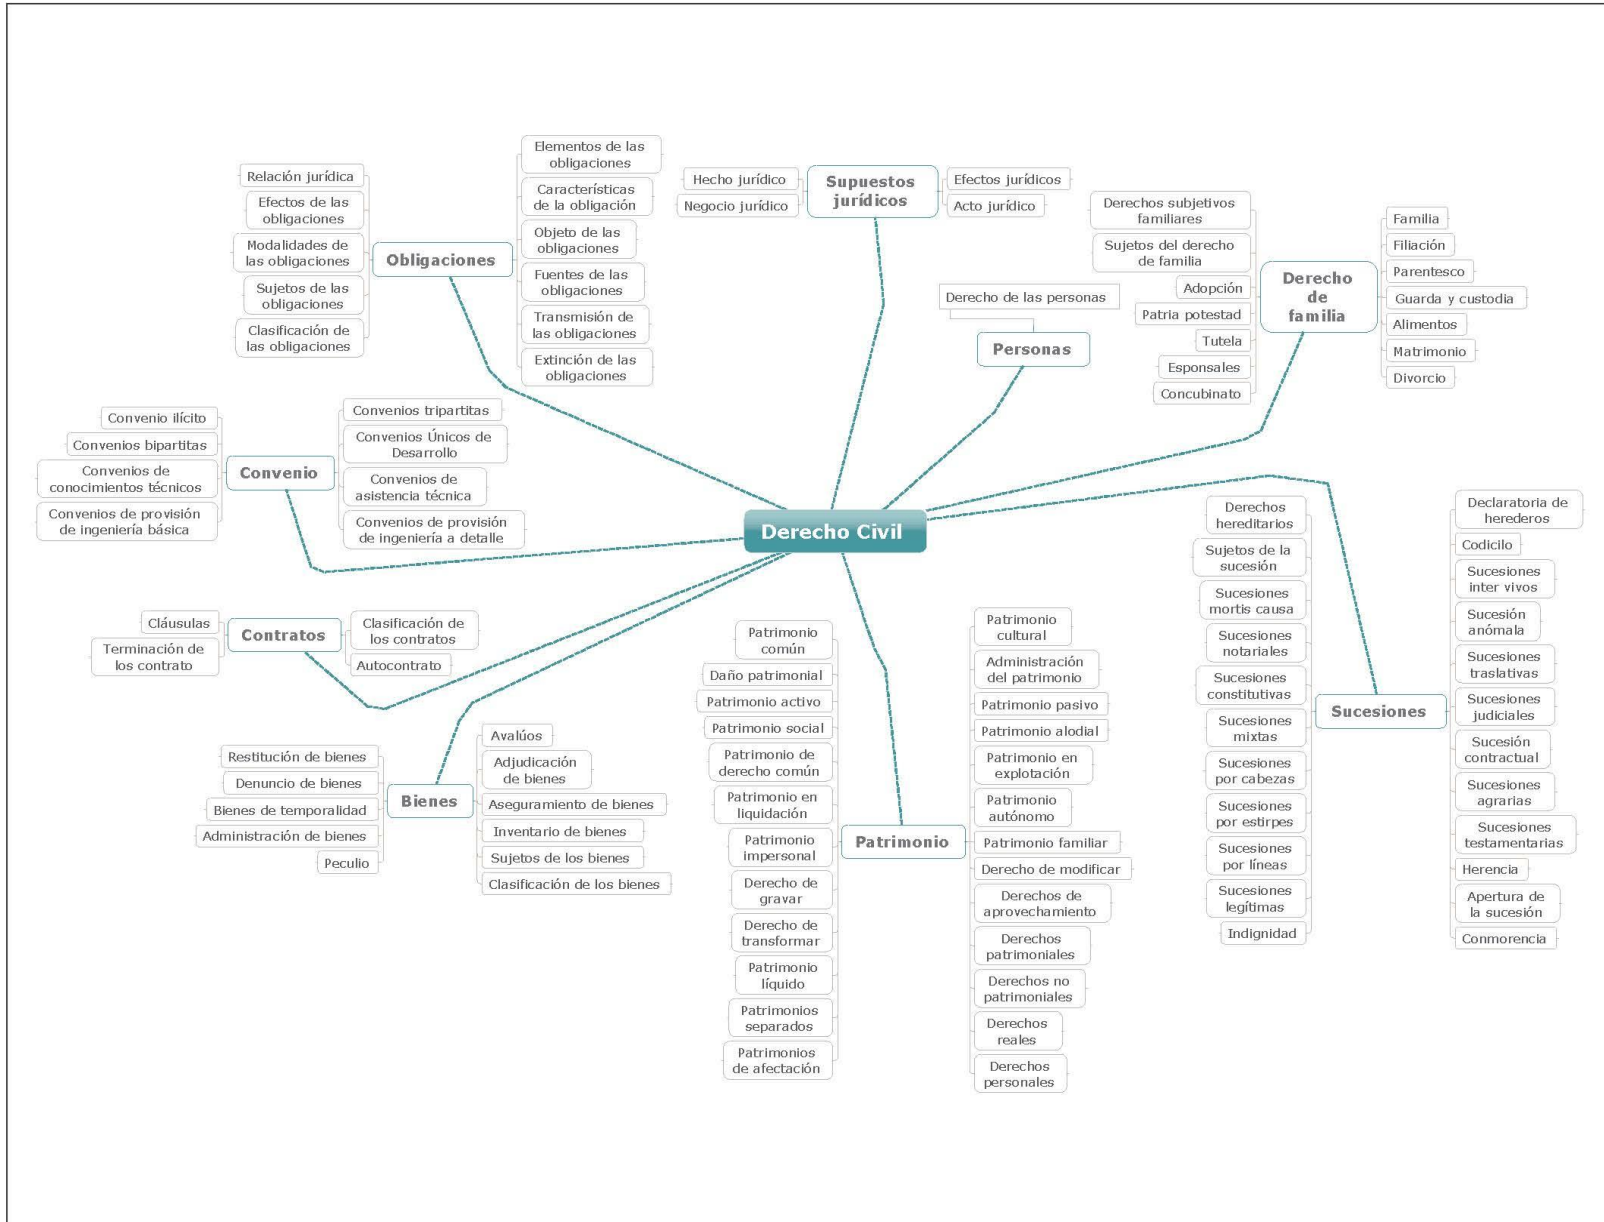 Derecho Civil
Obligaciones
Relación jurídica
Efectos de las
obligaciones
Modalidades de
las obligaciones
Sujetos de las
obligaciones
Clasificación de
las obligaciones
Elementos de las
obligaciones
Características
de la obligación
Objeto de las
obligaciones
Fuentes de las
obligaciones
Transmisión de
las obligaciones
Extinción de las
obligaciones
Supuestos
jurídicos
Hecho jurídico
Negocio jurídico
Efectos jurídicos
Acto jurídico
Personas
Derecho de las personas
Derecho
de
familia
Derechos subjetivos
familiares
Sujetos del derecho
de familia
Adopción
Patria potestad
Tutela
Esponsales
Concubinato
Familia
Filiación
Parentesco
Guarda y custodia
Alimentos
Matrimonio
Divorcio
Convenio
Convenio ilícito
Convenios bipartitas
Convenios de
conocimientos técnicos
Convenios de provisión
de ingeniería básica
Convenios tripartitas
Convenios Únicos de
Desarrollo
Convenios de
asistencia técnica
Convenios de provisión
de ingeniería a detalle
Contratos
Cláusulas
Terminación de
los contrato
Clasificación de
los contratos
Autocontrato
Bienes
Restitución de bienes
Denuncio de bienes
Bienes de temporalidad
Administración de bienes
Peculio
Avalúos
Adjudicación
de bienes
Aseguramiento de bienes
Inventario de bienes
Sujetos de los bienes
Clasificación de los bienes
Patrimonio
Patrimonio
común
Daño patrimonial
Patrimonio activo
Patrimonio social
Patrimonio de
derecho común
Patrimonio en
liquidación
Patrimonio
impersonal
Derecho de
gravar
Derecho de
transformar
Patrimonio
líquido
Patrimonios
separados
Patrimonios
de afectación
Patrimonio
cultural
Administración
del patrimonio
Patrimonio pasivo
Patrimonio alodial
Patrimonio en
explotación
Patrimonio
autónomo
Patrimonio familiar
Derecho de modificar
Derechos de
aprovechamiento
Derechos
patrimoniales
Derechos no
patrimoniales
Derechos
reales
Derechos
personales
Sucesiones
Derechos
hereditarios
Sujetos de la
sucesión
Sucesiones
mortis causa
Sucesiones
notariales
Sucesiones
constitutivas
Sucesiones
mixtas
Sucesiones
por cabezas
Sucesiones
por estirpes
Sucesiones
por líneas
Sucesiones
legítimas
Indignidad
Declaratoria de
herederos
Codicilo
Sucesiones
inter vivos
Sucesión
anómala
Sucesiones
traslativas
Sucesiones
judiciales
Sucesión
contractual
Sucesiones
agrarias
Sucesiones
testamentarias
Herencia
Apertura de
la sucesión
Conmorencia